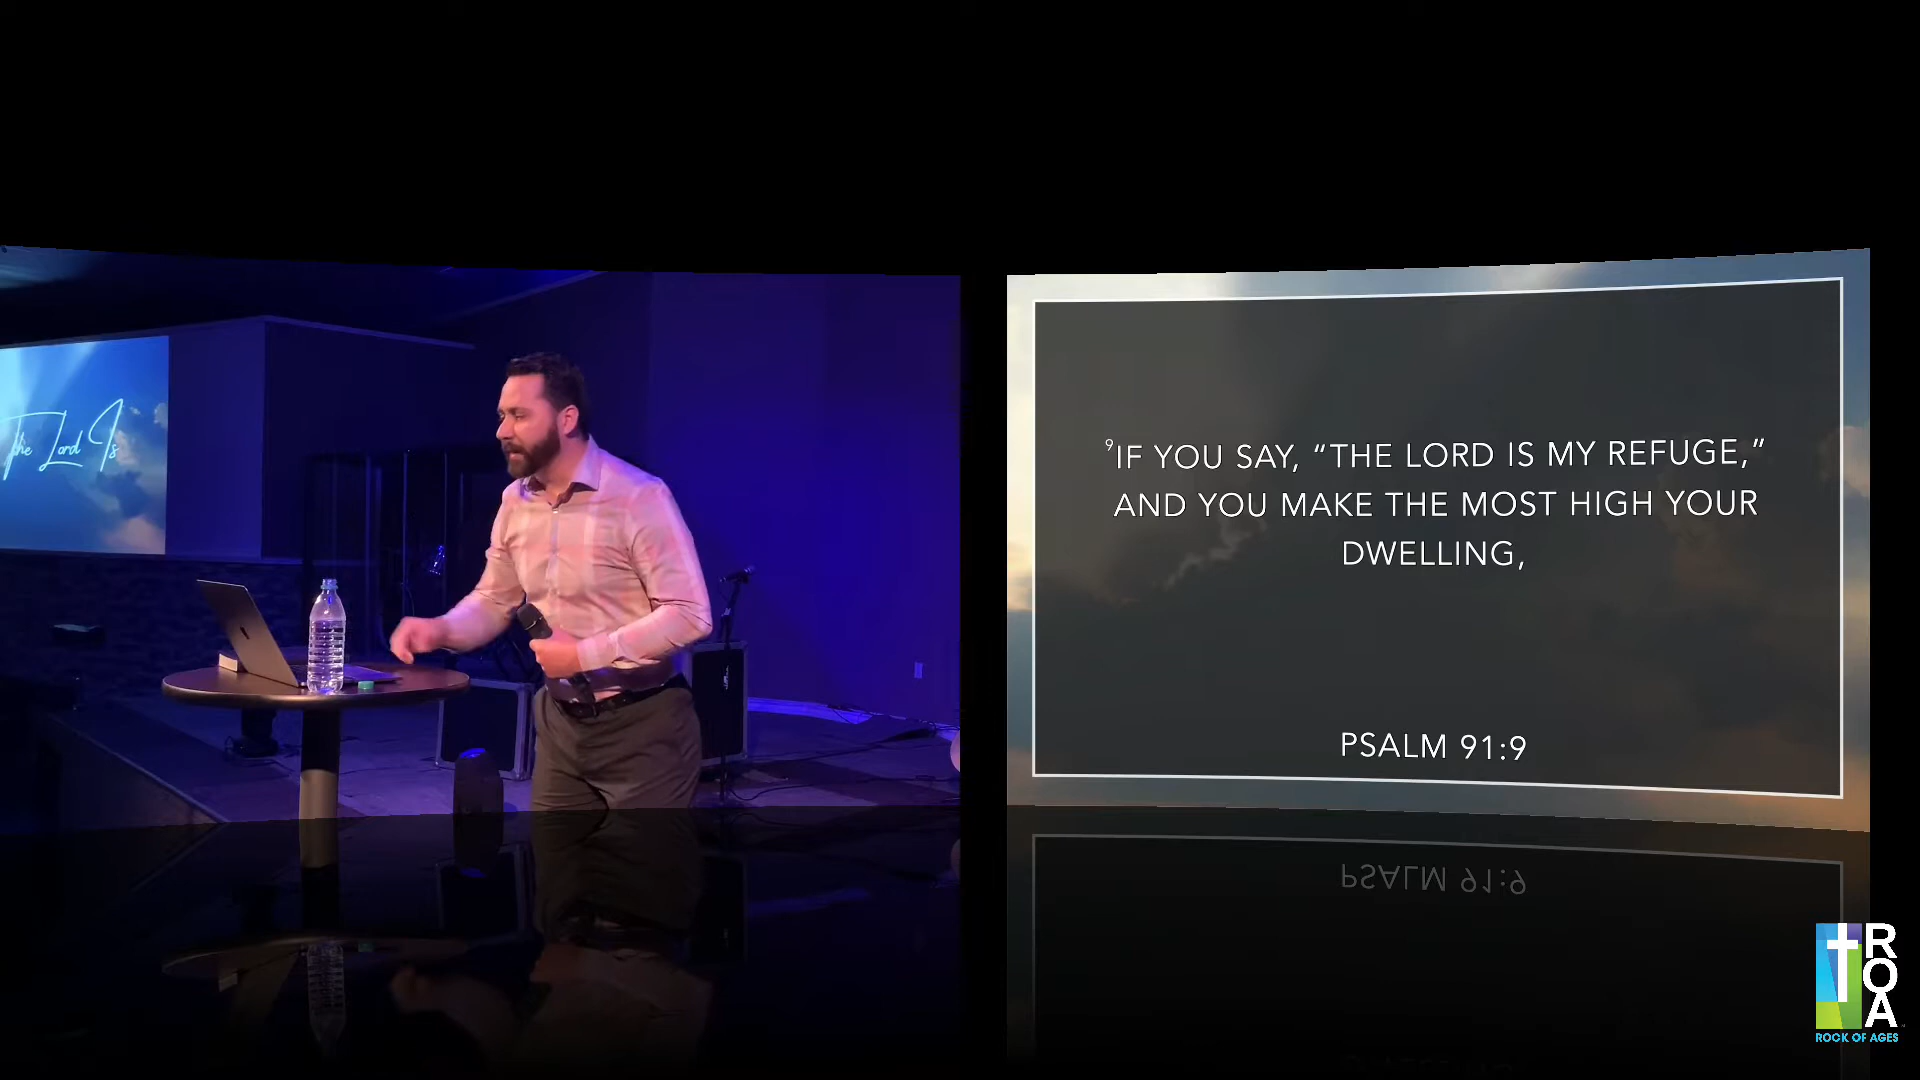 The Lord Is
⁹IF YOU SAY, “THE LORD IS MY REFUGE,”
AND YOU MAKE THE MOST HIGH YOUR
DWELLING,
PSALM 91:9
PSALM 91:9
ROA
ROCK OF AGES